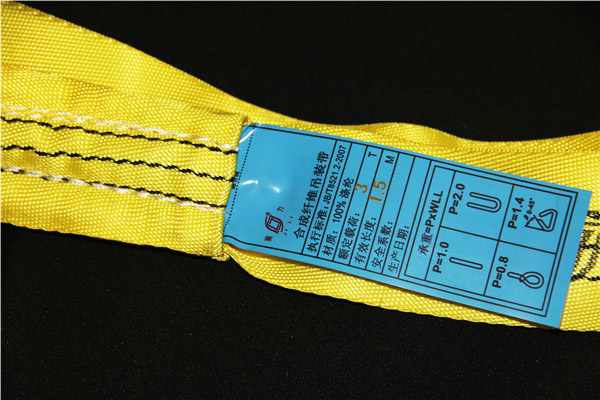 力
合成纤维吊装带
执行标准: JB/T8521.2-2007
材质: 100% 涤纶
额定载荷: 3 T
有效长度: 15 M
安全系数:
生产日期:
承重=PxWLL
P=1.0
P=2.0
P=0.8
P=1.4